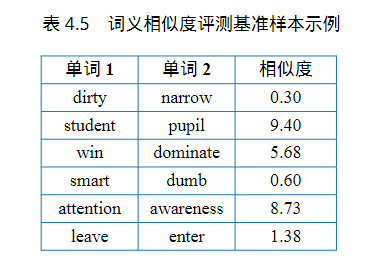 表 4.5 词义相似度评测基准样本示例
单词 1 单词 2 相似度
dirty narrow 0.30
student pupil 9.40
win dominate 5.68
smart dumb 0.60
attention awareness 8.73
leave enter 1.38